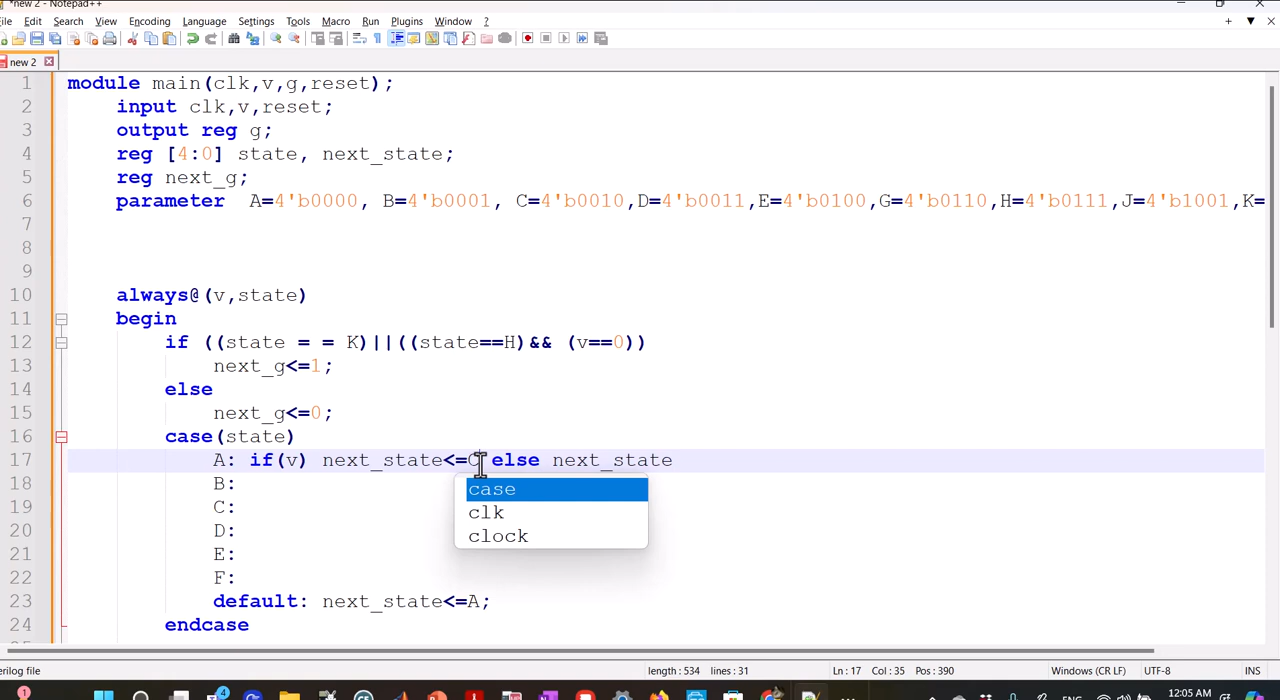 *new 2 - Notepad++
File Edit Search View Encoding Language Settings Tools Macro Run Plugins Window ?
new 2
1 module main(clk,v,g,reset);
2 input clk,v,reset;
3 output reg g;
4 reg [4:0] state, next_state;
5 reg next_g;
6 parameter A=4'b0000, B=4'b0001, C=4'b0010,D=4'b0011,E=4'b0100,G=4'b0110,H=4'b0111,J=4'b1001,K=
7
8
9
10 always@(v,state)
11 begin
12 if ((state = = K)||((state==H)&& (v==0))
13 next_g<=1;
14 else
15 next_g<=0;
16 case(state)
17 A: if(v) next_state<=C else next_state
18 B:
case
19 C:
clk
20 D:
clock
21 E:
22 F:
23 default: next_state<=A;
24 endcase
erilog file length : 534 lines : 31 Ln : 17 Col : 35 Pos : 390 Windows (CR LF) UTF-8 INS
ENG 12:05 AM